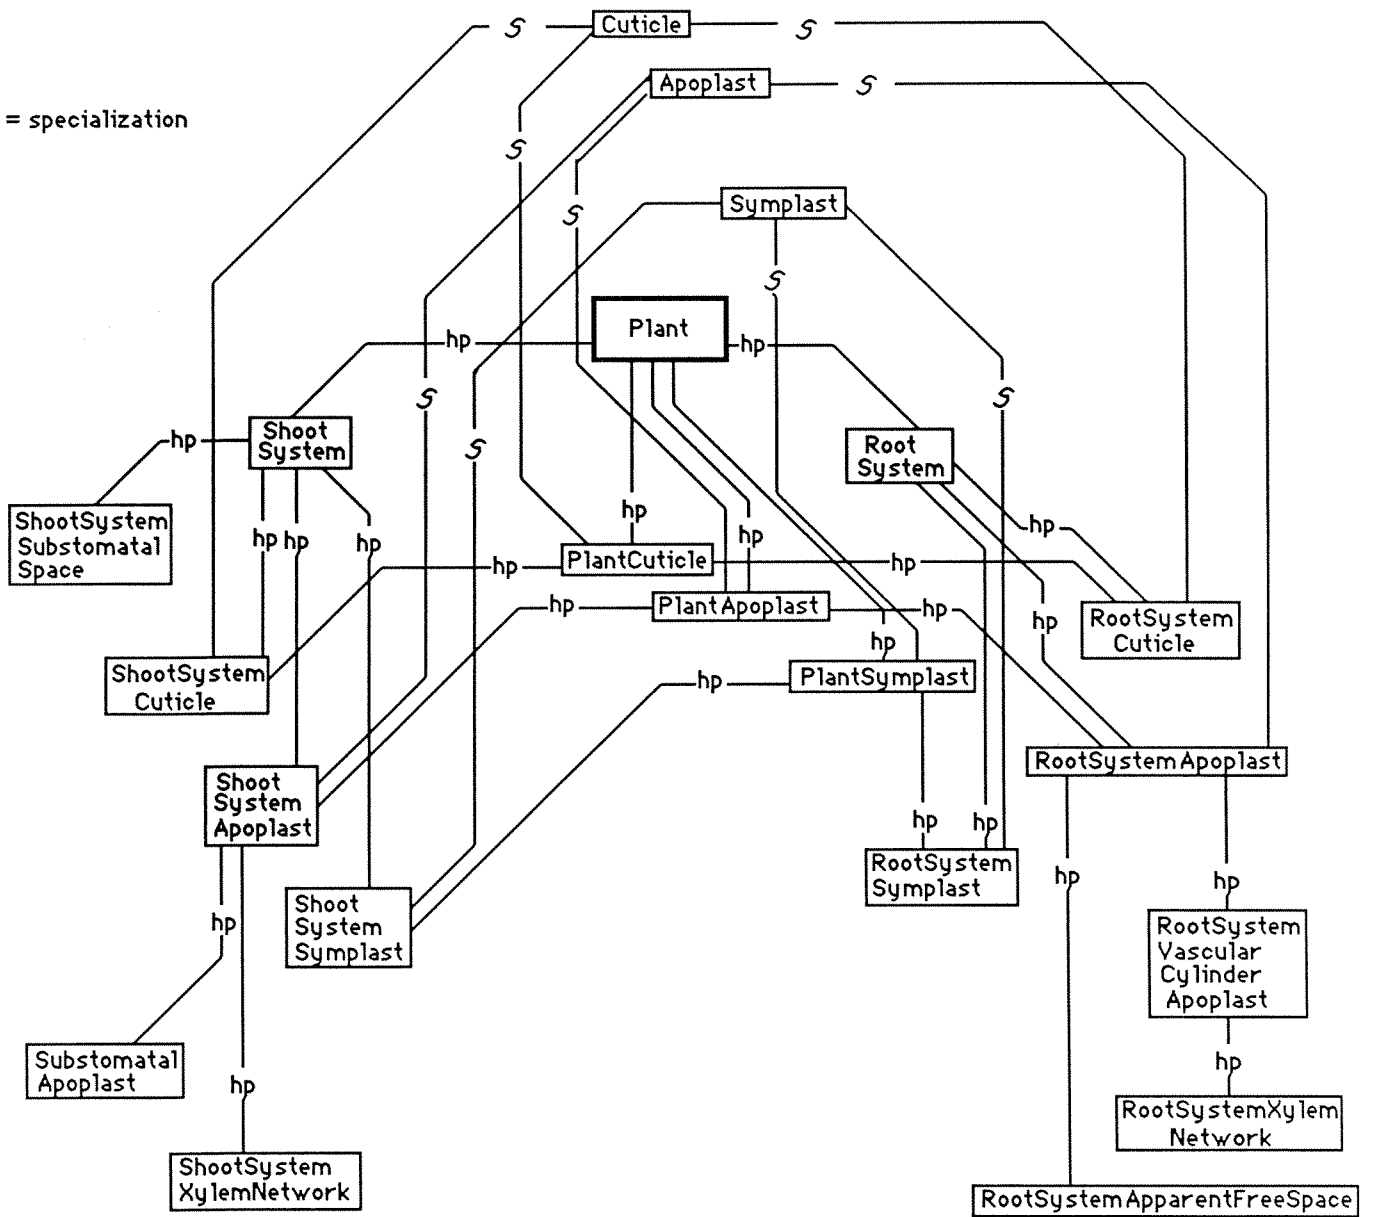 S
Cuticle
S
Apoplast
S
= specialization
S
Symplast
S
S
Plant
hp
hp
S
S
Shoot
System
hp
S
Root
System
ShootSystem
Substomatal
Space
hp
hp
hp
hp
hp
hp
PlantCuticle
hp
hp
PlantApoplast
hp
hp
hp
RootSystem
Cuticle
hp
ShootSystem
Cuticle
hp
PlantSymplast
hp
RootSystemApoplast
Shoot
System
Apoplast
hp
hp
RootSystem
Symplast
hp
hp
Shoot
System
Symplast
hp
RootSystem
Vascular
Cylinder
Apoplast
Substomatal
Apoplast
hp
hp
RootSystemXylem
Network
ShootSystem
XylemNetwork
RootSystemApparentFreeSpace